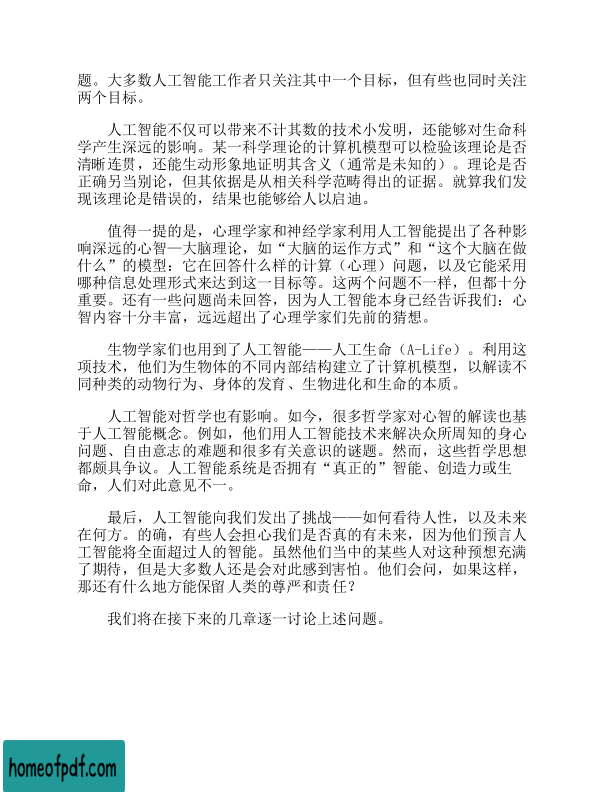 题。大多数人工智能工作者只关注其中一个目标，但有些也同时关注
两个目标。
人工智能不仅可以带来不计其数的技术小发明，还能够对生命科
学产生深远的影响。某一科学理论的计算机模型可以检验该理论是否
清晰连贯，还能生动形象地证明其含义（通常是未知的）。理论是否
正确另当别论，但其依据是从相关科学范畴得出的证据。就算我们发
现该理论是错误的，结果也能够给人以启迪。
值得一提的是，心理学家和神经学家利用人工智能提出了各种影
响深远的心智—大脑理论，如“大脑的运作方式”和“这个大脑在做
什么”的模型：它在回答什么样的计算（心理）问题，以及它能采用
哪种信息处理形式来达到这一目标等。这两个问题不一样，但都十分
重要。还有一些问题尚未回答，因为人工智能本身已经告诉我们：心
智内容十分丰富，远远超出了心理学家们先前的猜想。
生物学家们也用到了人工智能——人工生命（A-Life）。利用这
项技术，他们为生物体的不同内部结构建立了计算机模型，以解读不
同种类的动物行为、身体的发育、生物进化和生命的本质。
人工智能对哲学也有影响。如今，很多哲学家对心智的解读也基
于人工智能概念。例如，他们用人工智能技术来解决众所周知的身心
问题、自由意志的难题和很多有关意识的谜题。然而，这些哲学思想
都颇具争议。人工智能系统是否拥有“真正的”智能、创造力或生
命，人们对此意见不一。
最后，人工智能向我们发出了挑战——如何看待人性，以及未来
在何方。的确，有些人会担心我们是否真的有未来，因为他们预言人
工智能将全面超过人的智能。虽然他们当中的某些人对这种预想充满
了期待，但是大多数人还是会对此感到害怕。他们会问，如果这样，
那还有什么地方能保留人类的尊严和责任？
我们将在接下来的几章逐一讨论上述问题。
homeofpdf.com